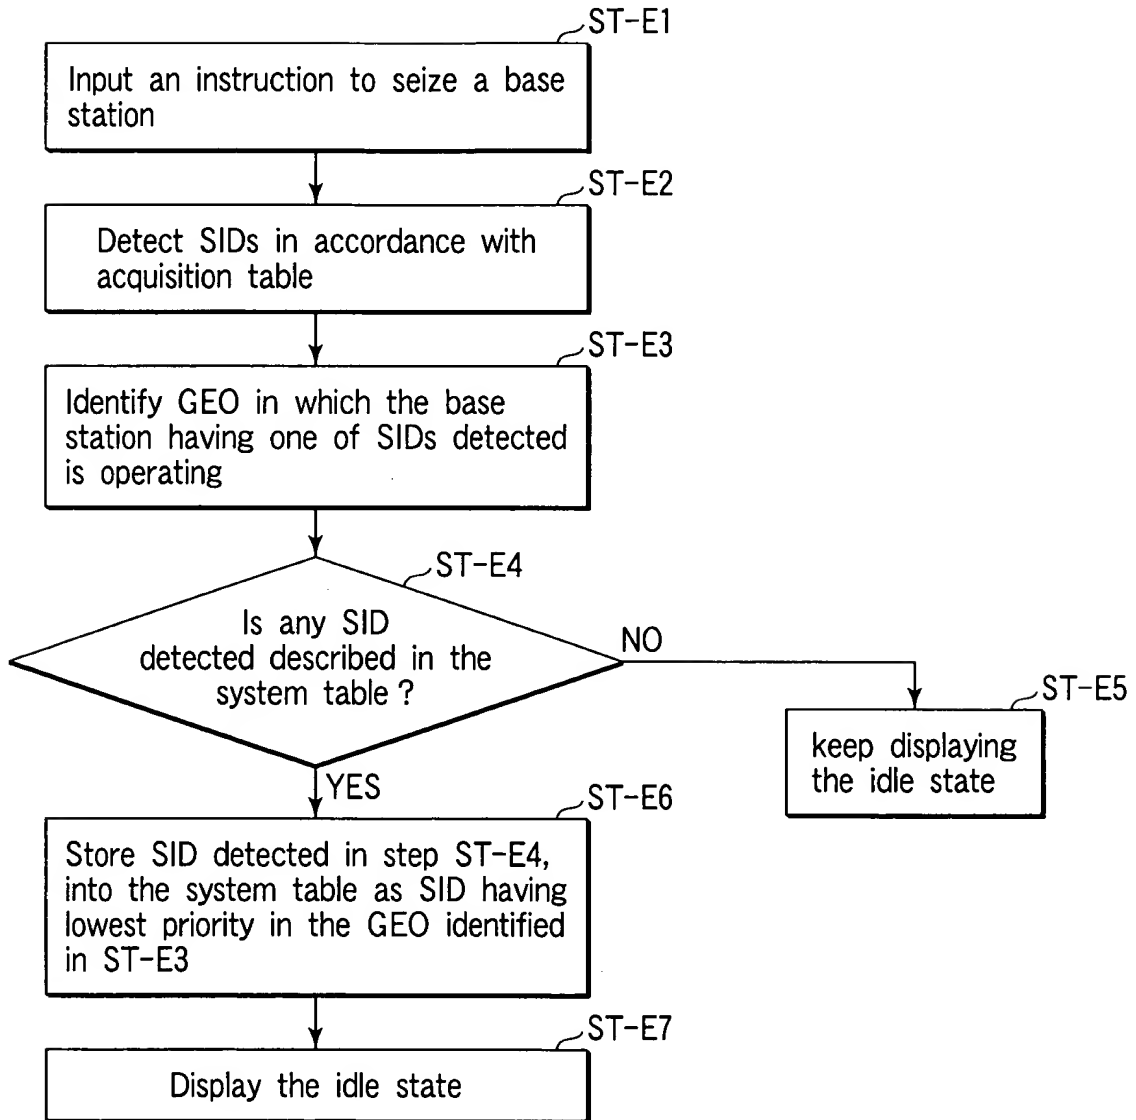 ST-E1
Input an instruction to seize a base
station
ST-E2
Detect SIDs in accordance with
acquisition table
ST-E3
Identify GEO in which the base
station having one of SIDs detected
is operating
ST-E4
Is any SID
detected described in the
system table ?
NO
ST-E5
keep displaying
the idle state
YES
ST-E6
Store SID detected in step ST-E4,
into the system table as SID having
lowest priority in the GEO identified
in ST-E3
ST-E7
Display the idle state